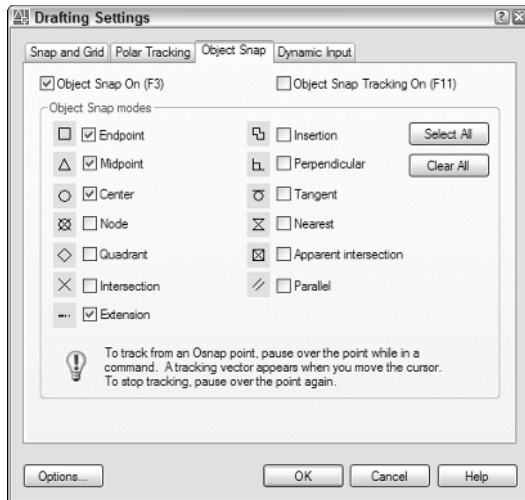 Drafting Settings
Snap and Grid Polar Tracking Object Snap Dynamic Input
Object Snap On (F3) Object Snap Tracking On (F11)
Object Snap modes
Endpoint Insertion Select All
Midpoint Perpendicular Clear All
Center Tangent
Node Nearest
Quadrant Apparent intersection
Intersection Parallel
Extension
To track from an Osnap point, pause over the point while in a
command. A tracking vector appears when you move the cursor.
To stop tracking, pause over the point again.
Options... OK Cancel Help